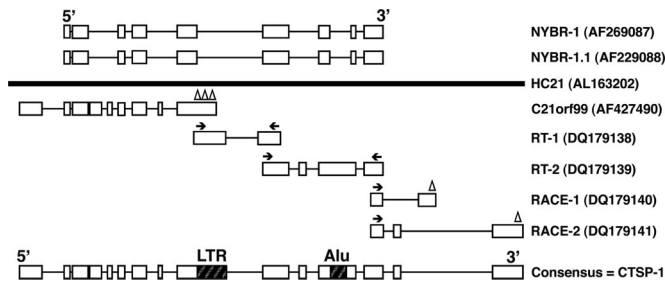 5’ 3’
NYBR-1 (AF269087)
NYBR-1.1 (AF229088)
HC21 (AL163202)
C21orf99 (AF427490)
RT-1 (DQ179138)
RT-2 (DQ179139)
RACE-1 (DQ179140)
RACE-2 (DQ179141)
5’ LTR Alu 3’
Consensus = CTSP-1